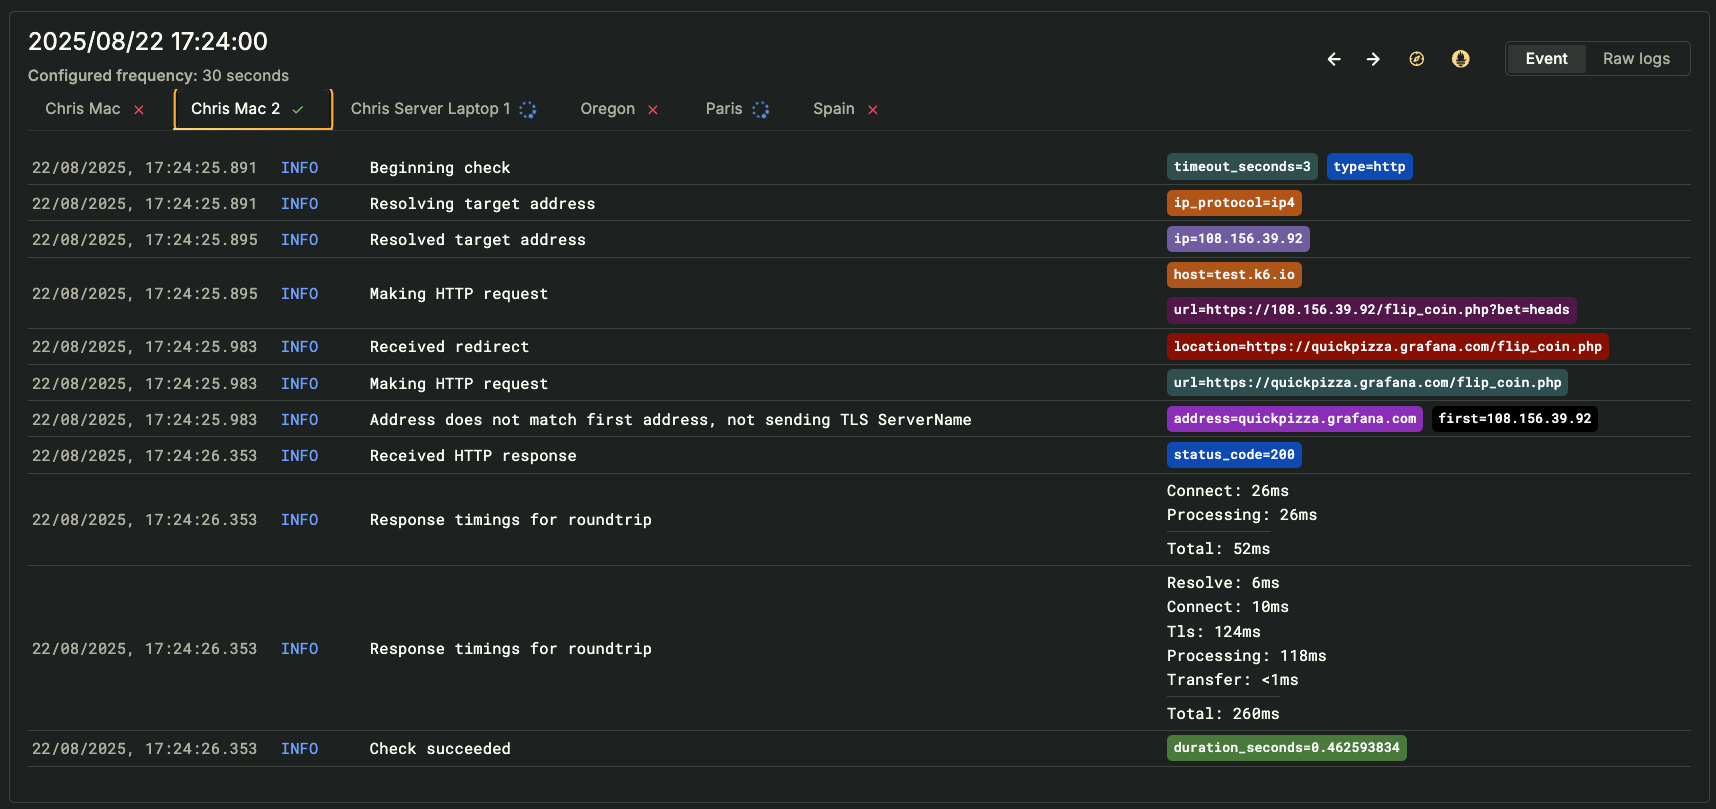 2025/08/22 17:24:00
Configured frequency: 30 seconds
Event Raw logs
Chris Mac Chris Mac 2 Chris Server Laptop 1 Oregon Paris Spain
22/08/2025, 17:24:25.891 INFO Beginning check timeout_seconds=3 type=http
22/08/2025, 17:24:25.891 INFO Resolving target address ip_protocol=ip4
22/08/2025, 17:24:25.895 INFO Resolved target address ip=108.156.39.92
22/08/2025, 17:24:25.895 INFO Making HTTP request host=test.k6.io
url=https://108.156.39.92/flip_coin.php?bet=heads
22/08/2025, 17:24:25.983 INFO Received redirect location=https://quickpizza.grafana.com/flip_coin.php
22/08/2025, 17:24:25.983 INFO Making HTTP request url=https://quickpizza.grafana.com/flip_coin.php
22/08/2025, 17:24:25.983 INFO Address does not match first address, not sending TLS ServerName address=quickpizza.grafana.com first=108.156.39.92
22/08/2025, 17:24:26.353 INFO Received HTTP response status_code=200
22/08/2025, 17:24:26.353 INFO Response timings for roundtrip Connect: 26ms
Processing: 26ms
Total: 52ms
22/08/2025, 17:24:26.353 INFO Response timings for roundtrip Resolve: 6ms
Connect: 10ms
Tls: 124ms
Processing: 118ms
Transfer: <1ms
Total: 260ms
22/08/2025, 17:24:26.353 INFO Check succeeded duration_seconds=0.462593834